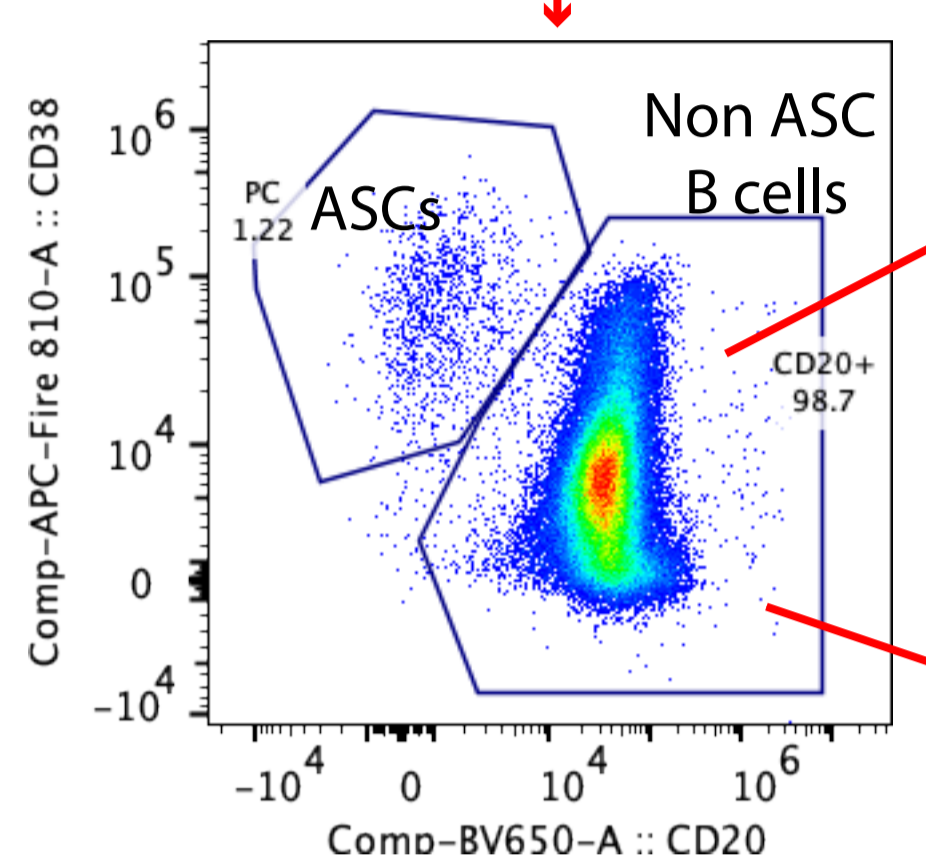 Comp-APC-Fire 810-A :: CD38
10^6
10^5
10^4
0
-10^4
Non ASC
B cells
PC
1.22
ASCs
CD20+
98.7
-10^4
0
10^4
10^6
Comp-BV650-A :: CD20